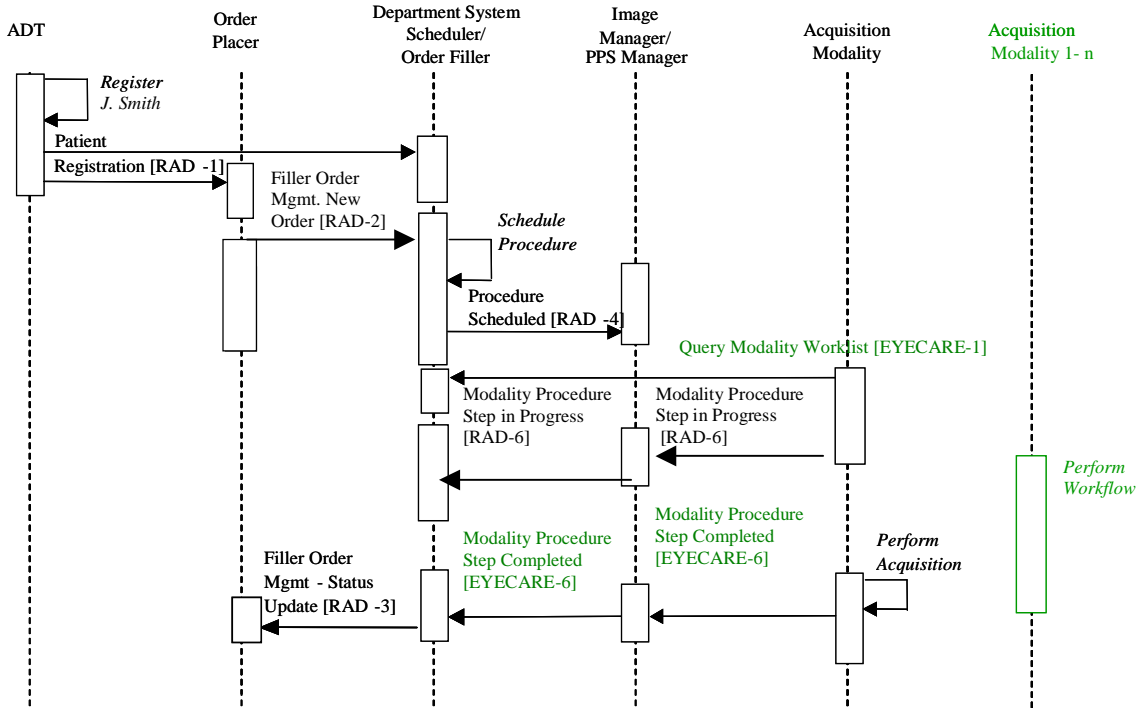 ADT
Order
Placer
Department System
Scheduler/
Order Filler
Image
Manager/
PPS Manager
Acquisition
Modality
Acquisition
Modality 1- n
Register
J. Smith
Patient
Registration [RAD -1]
Filler Order
Mgmt. New
Order [RAD-2]
Schedule
Procedure
Procedure
Scheduled [RAD -4]
Query Modality Worklist [EYECARE-1]
Modality Procedure
Step in Progress
[RAD-6]
Modality Procedure
Step in Progress
[RAD-6]
Perform
Workflow
Modality Procedure
Step Completed
[EYECARE-6]
Modality Procedure
Step Completed
[EYECARE-6]
Perform
Acquisition
Filler Order
Mgmt - Status
Update [RAD -3]